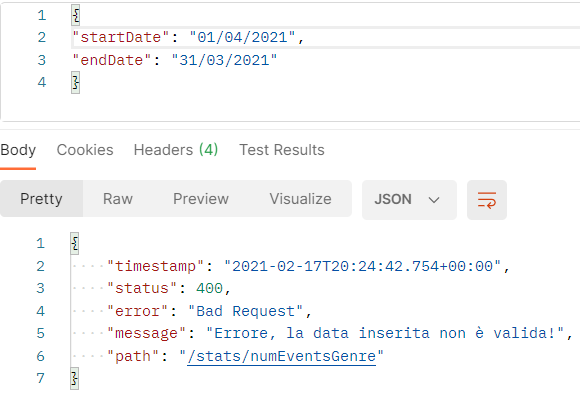 1 {
2 "startDate": "01/04/2021",
3 "endDate": "31/03/2021"
4 }
Body Cookies Headers (4) Test Results
Pretty Raw Preview Visualize JSON
1 {
2 "timestamp": "2021-02-17T20:24:42.754+00:00",
3 "status": 400,
4 "error": "Bad Request",
5 "message": "Errore, la data inserita non è valida!",
6 "path": "/stats/numEventsGenre"
7 }